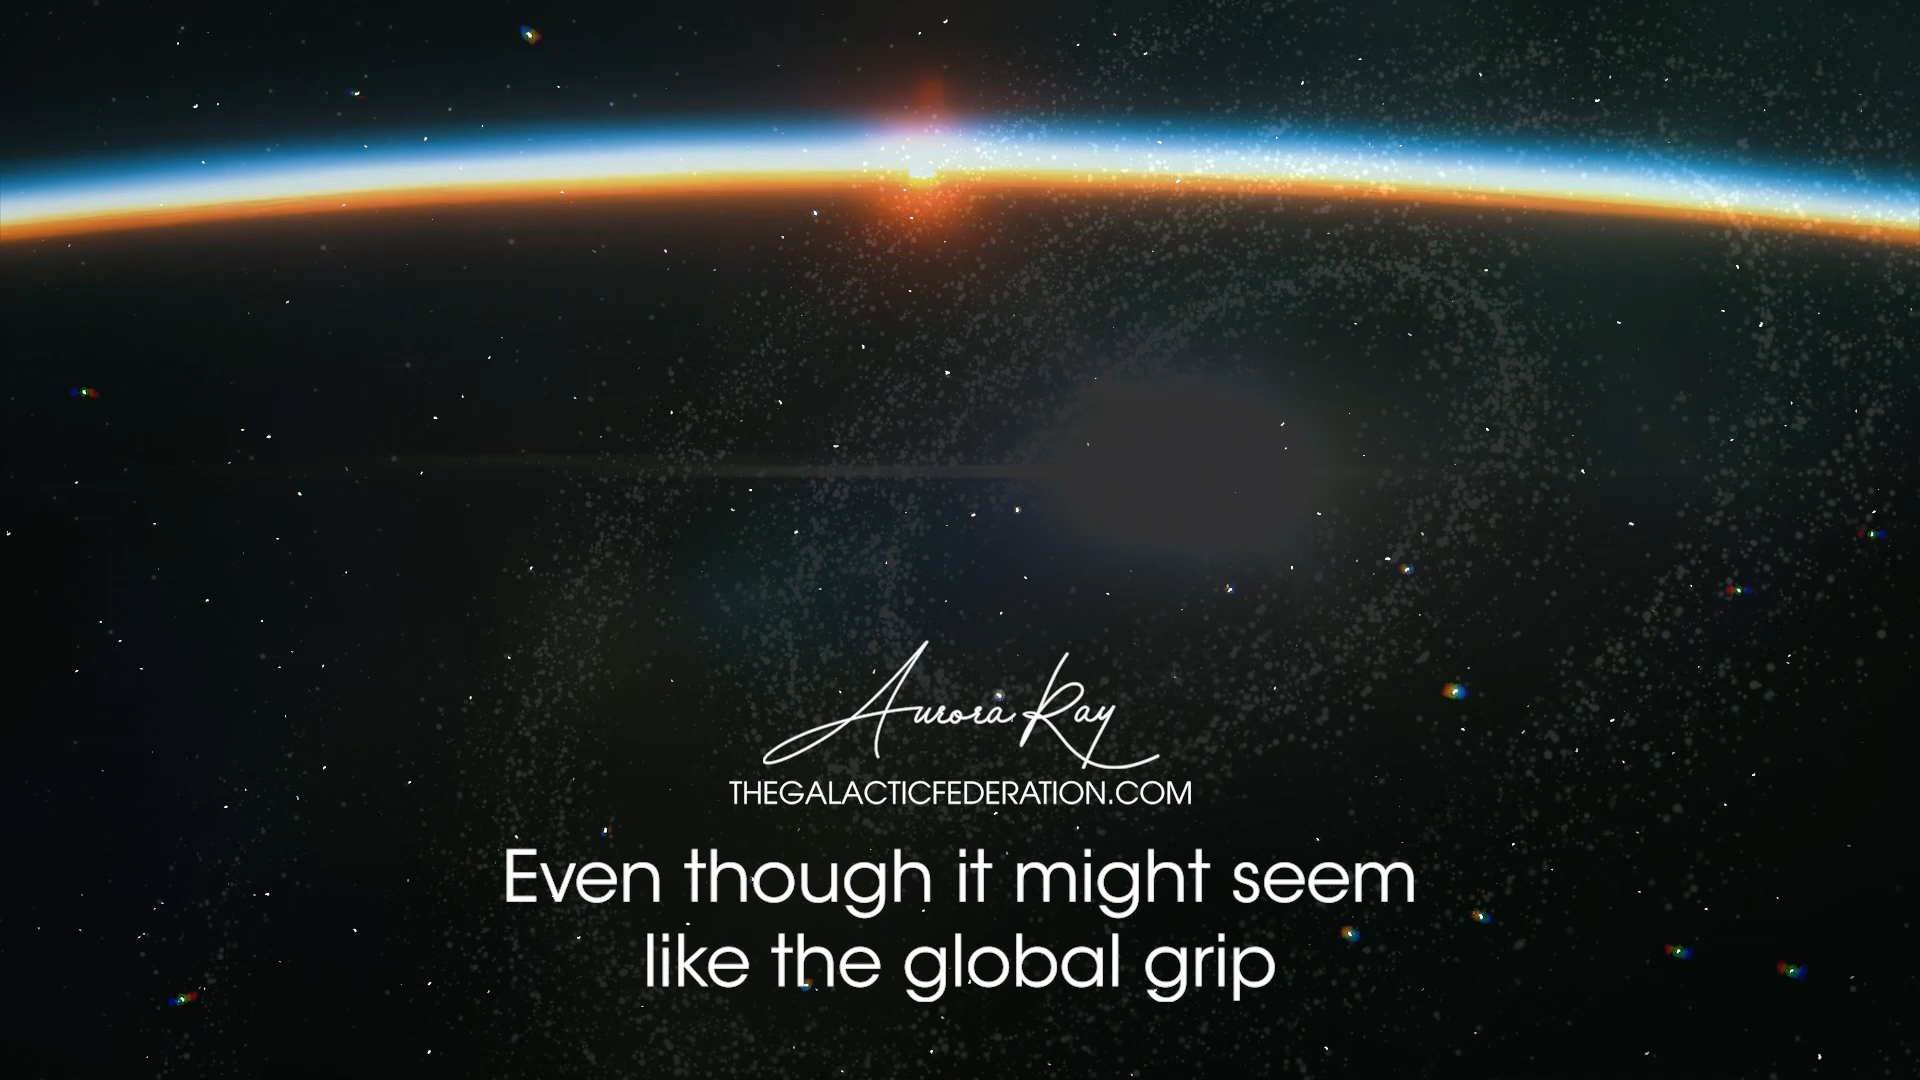 Aurora Ray
THEGALACTICFEDERATION.COM
Even though it might seem
like the global grip